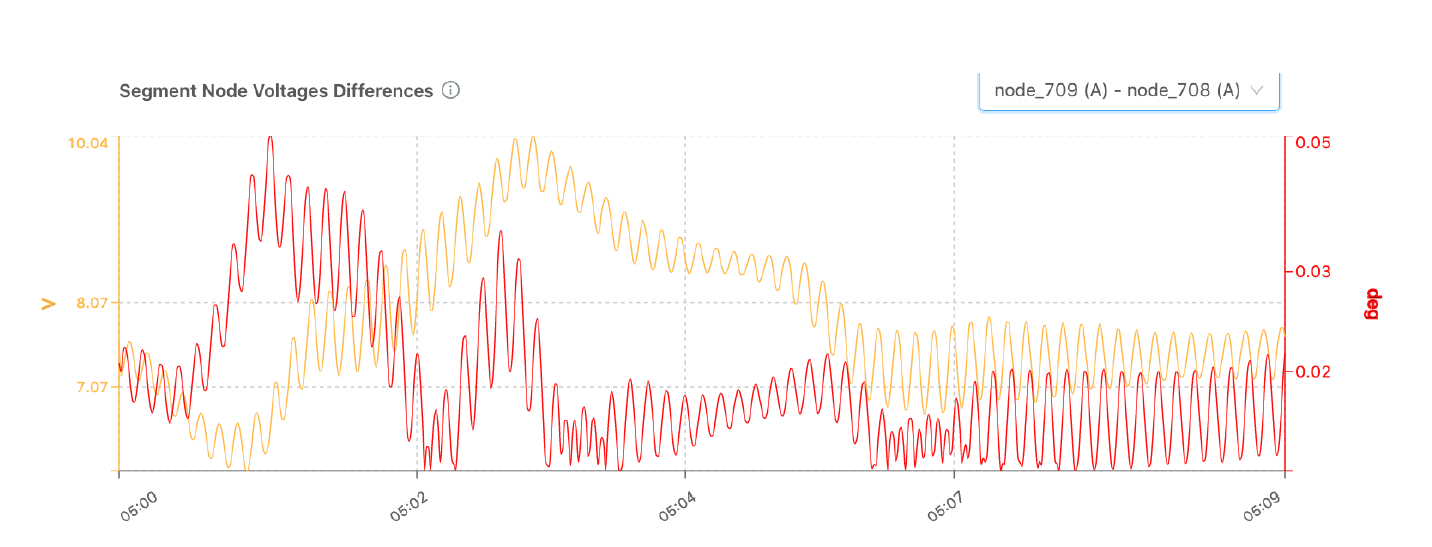 Segment Node Voltages Differences
node_709 (A) - node_708 (A)
10.04
0.05
0.03
V
8.07
deg
7.07
0.02
05:00
05:02
05:04
05:07
05:09